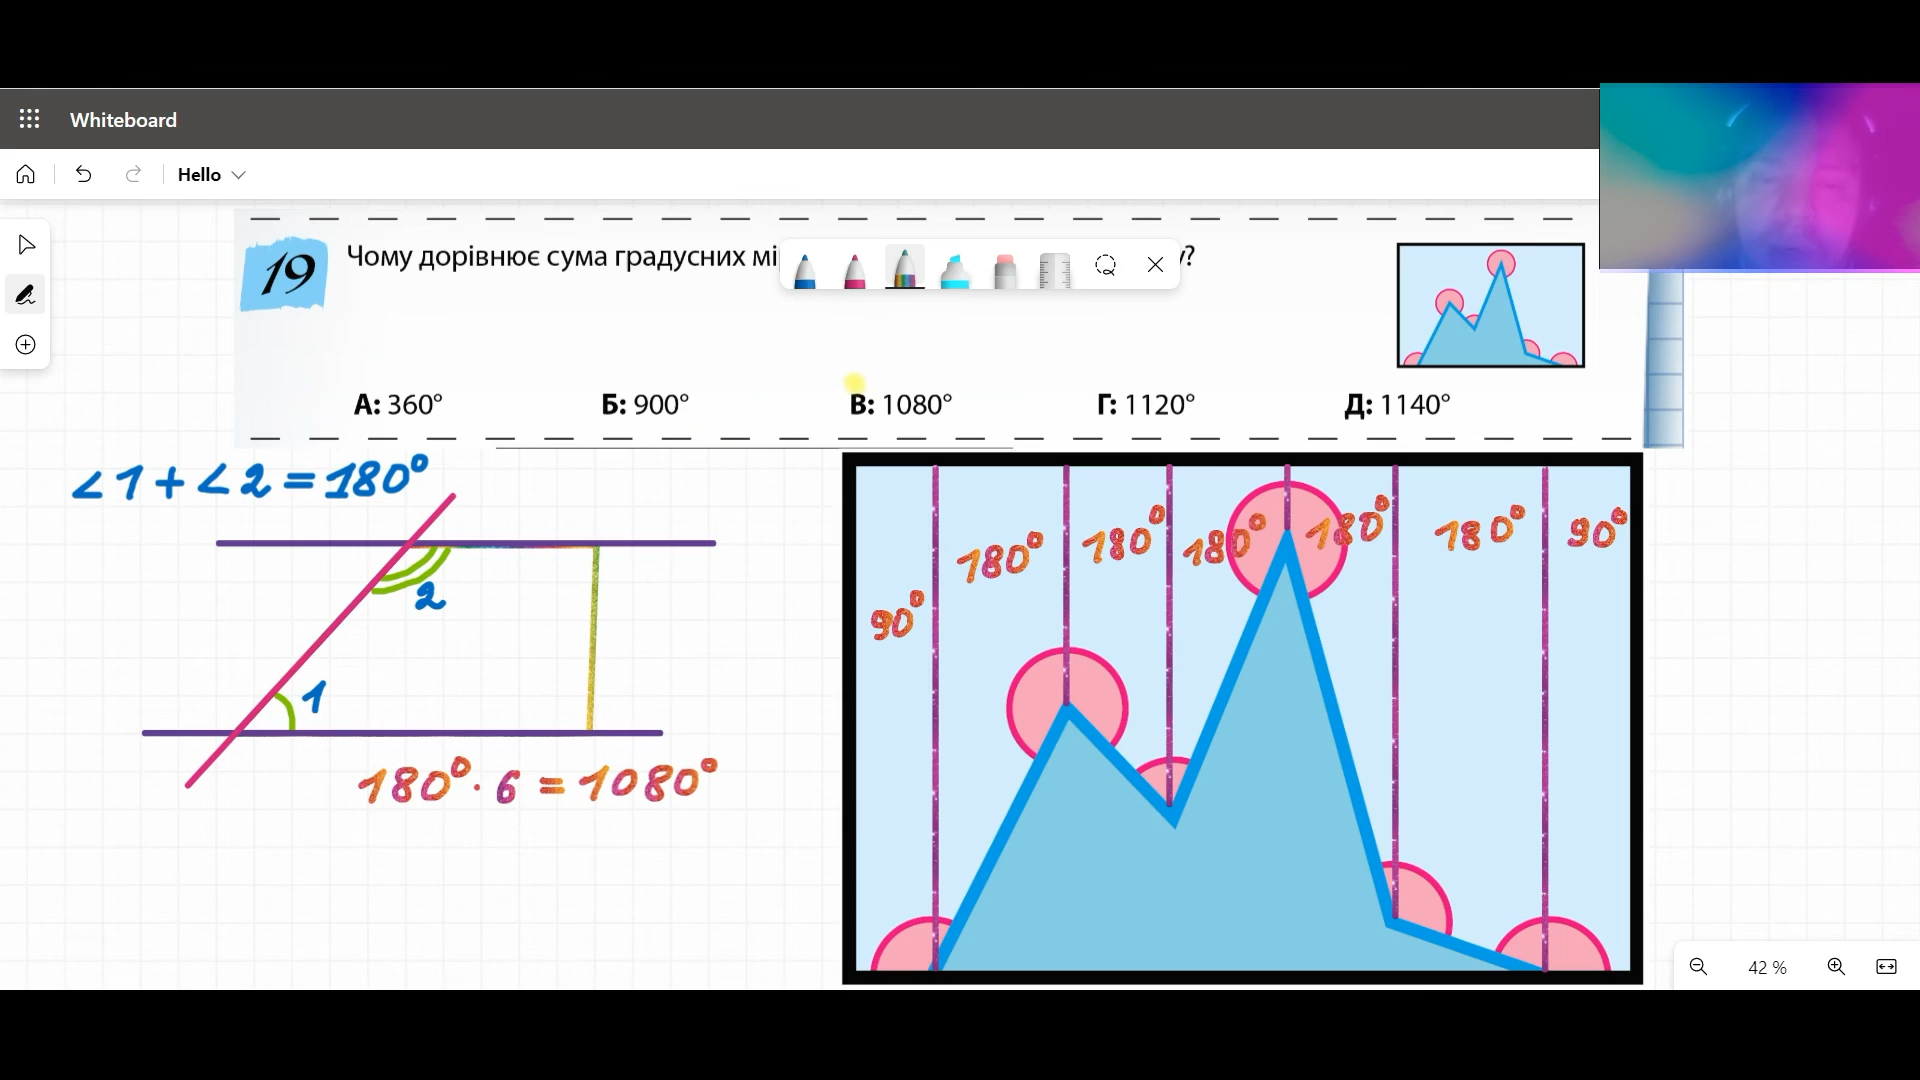 Whiteboard
Hello
19 Чому дорівнює сума градусних мі у?
А: 360° Б: 900° В: 1080° Г: 1120° Д: 1140°
∠1+∠2=180°
2
1
180°·6=1080°
90° 180° 180° 180° 180° 180° 90°
42 %